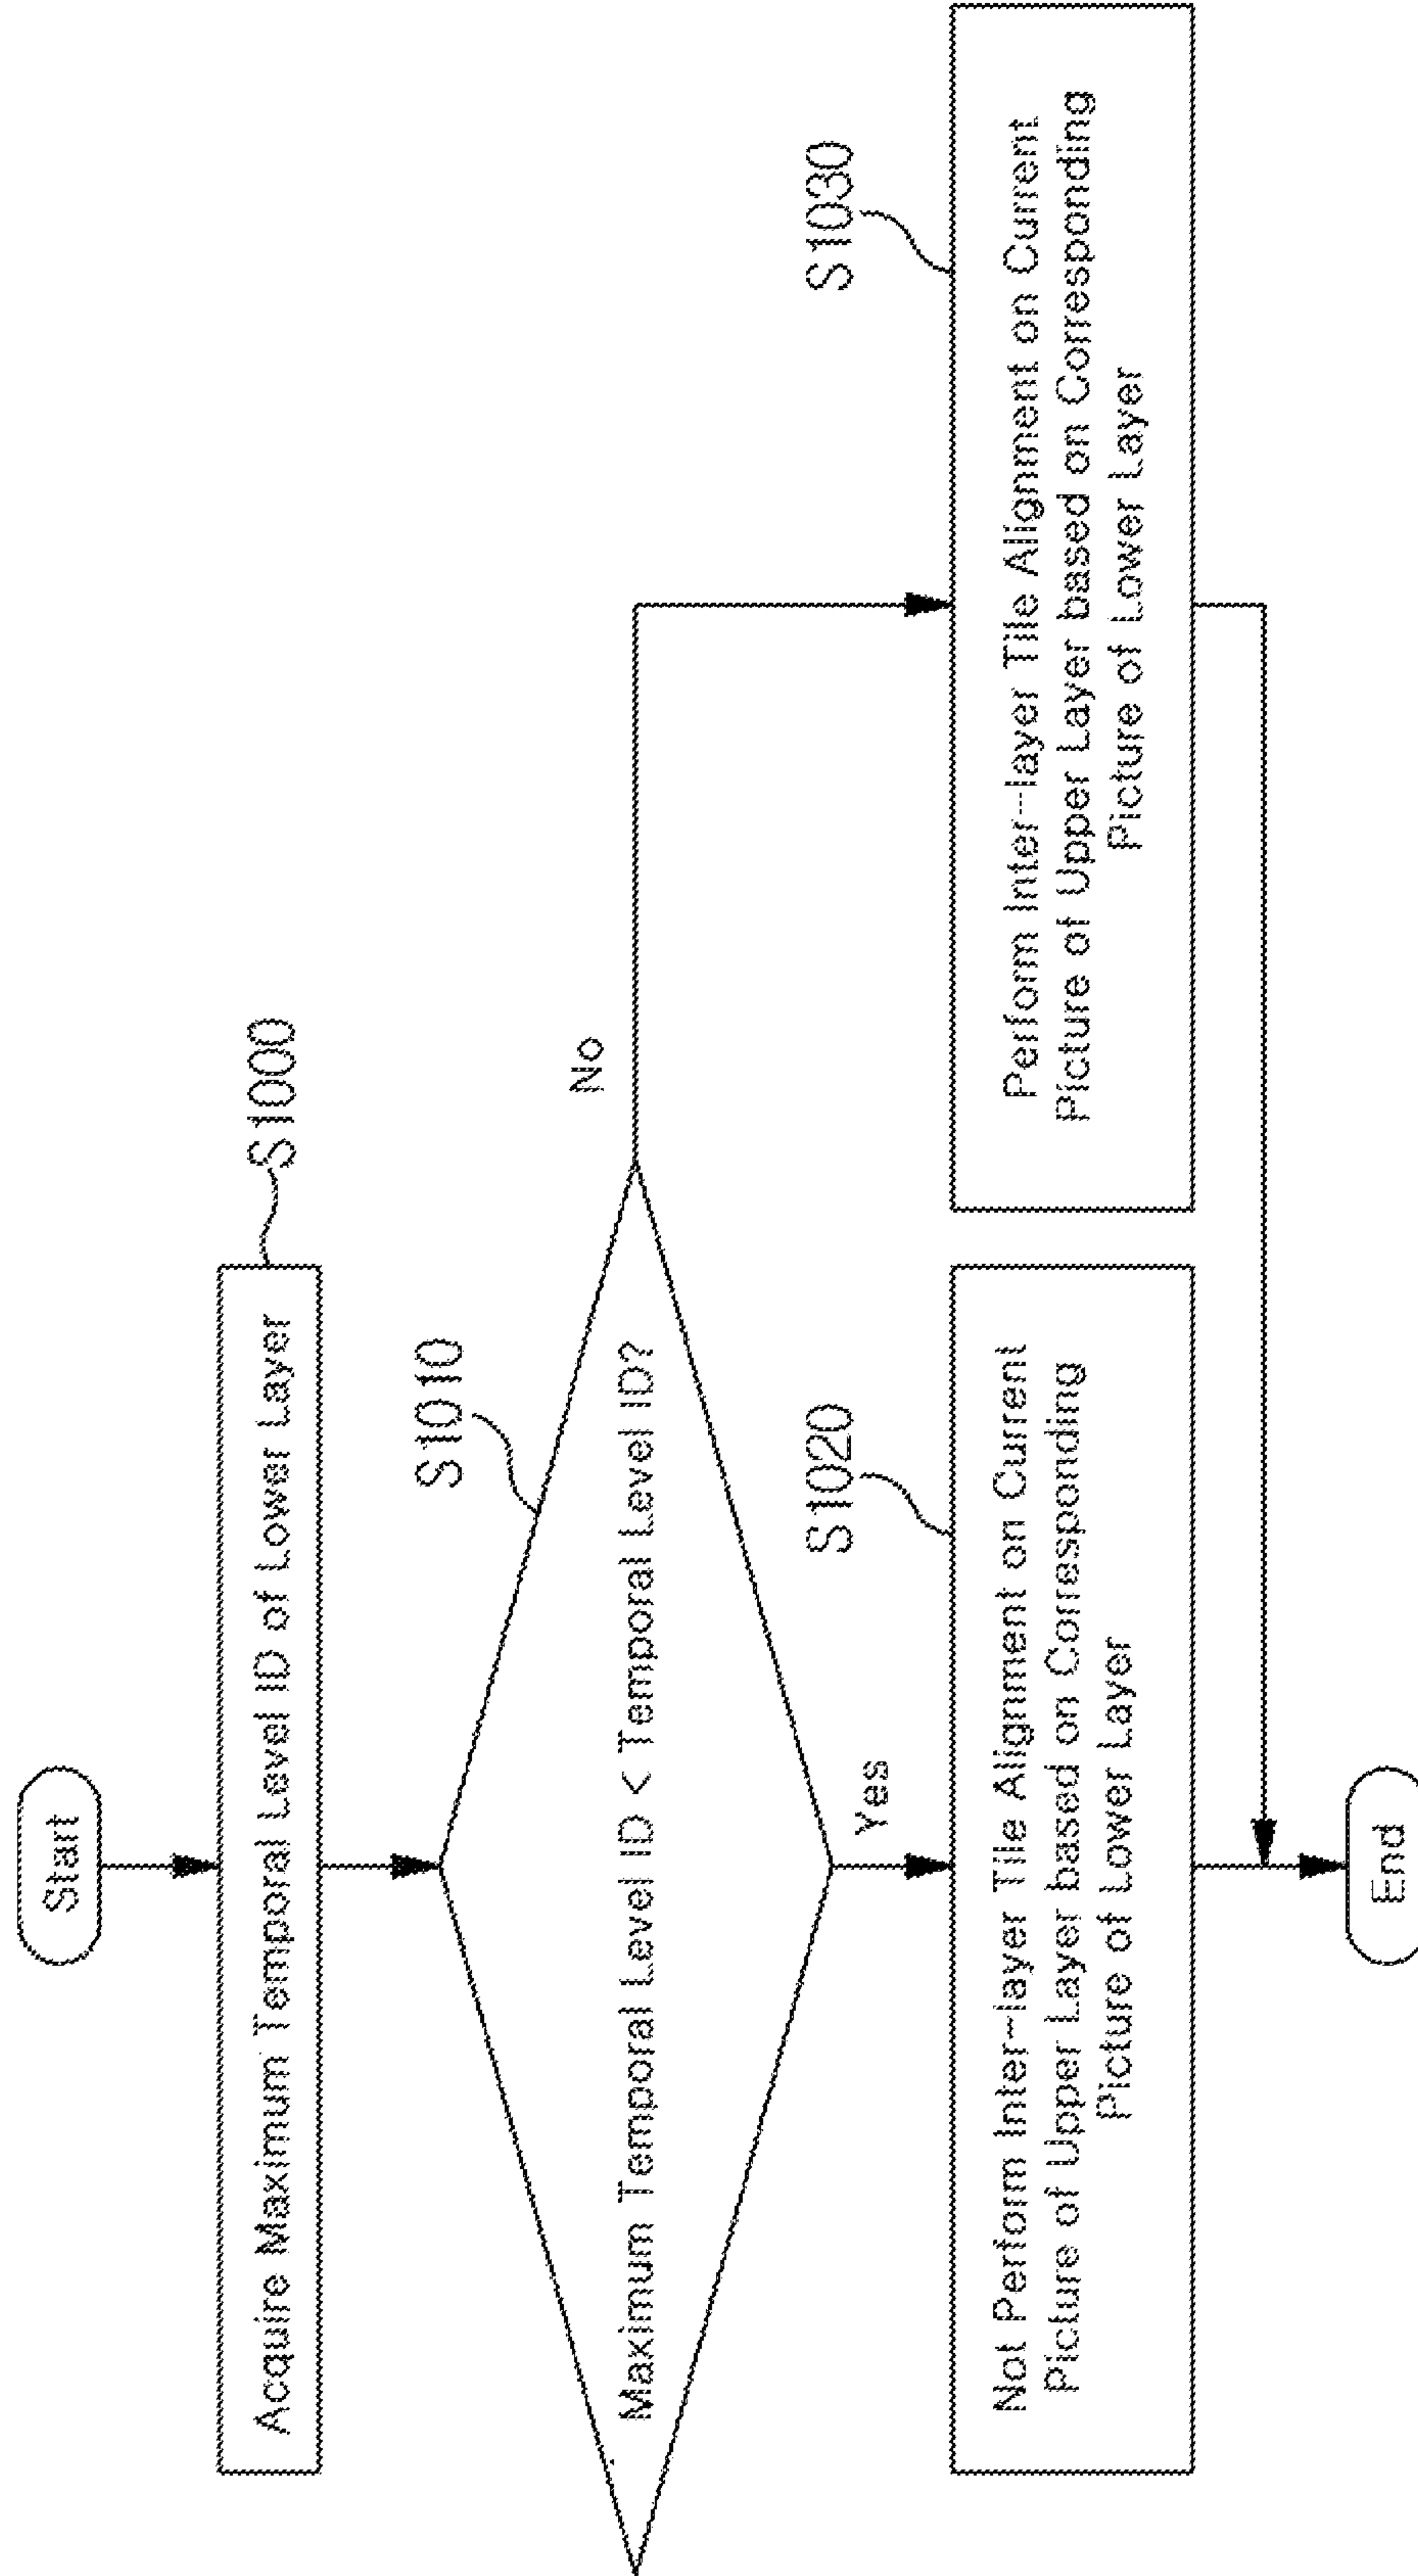 Start
Acquire Maximum Temporal Level ID of Lower Layer
S1000
S1010
Maximum Temporal Level ID < Temporal Level ID?
No
Yes
S1020
Not Perform Inter-layer Tile Alignment on Current
Picture of Upper Layer based on Corresponding
Picture of Lower Layer
S1030
Perform Inter-layer Tile Alignment on Current
Picture of Upper Layer based on Corresponding
Picture of Lower Layer
End